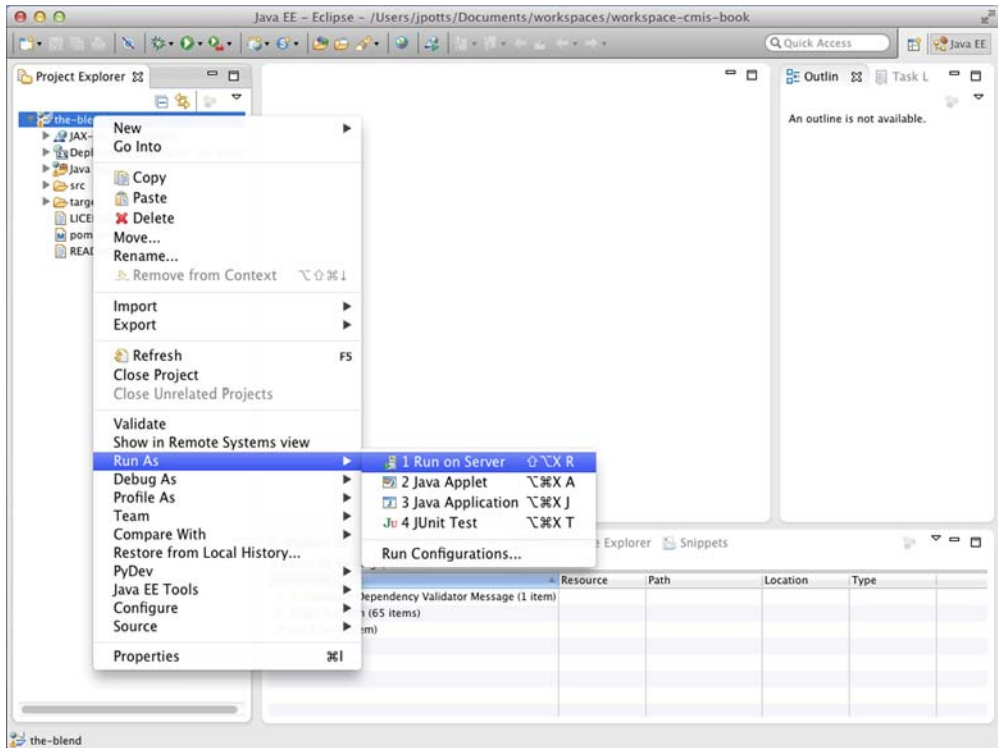 Java EE – Eclipse – /Users/jpotts/Documents/workspaces/workspace-cmis-book
Quick Access
Java EE
Project Explorer
Outlin
Task L
An outline is not available.
the-ble
JAX-
Depl
Java
src
targe
LICE
pom
REAI
New
Go Into
Copy
Paste
Delete
Move...
Rename...
Remove from Context ⌥⇧⌘↓
Import
Export
Refresh F5
Close Project
Close Unrelated Projects
Validate
Show in Remote Systems view
Run As
Debug As
Profile As
Team
Compare With
Restore from Local History...
PyDev
Java EE Tools
Configure
Source
Properties ⌘I
1 Run on Server ⇧⌥X R
2 Java Applet ⌥⌘X A
3 Java Application ⌥⌘X J
4 JUnit Test ⌥⌘X T
Run Configurations...
Explorer
Snippets
Resource Path Location Type
Dependency Validator Message (1 item)
(65 items)
the-blend